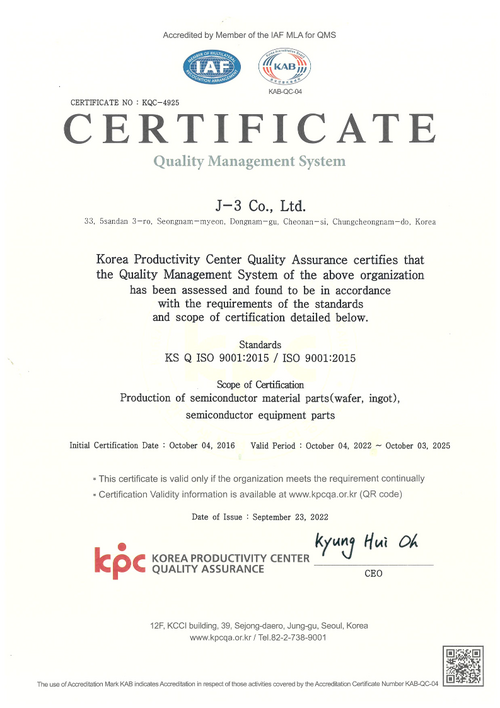 Accredited by Member of the IAF MLA for QMS
IAF
KAB
KAB-QC-04
CERTIFICATE NO : KQC-4925
CERTIFICATE
Quality Management System
J-3 Co., Ltd.
33, 5sandan 3-ro, Seongnam-myeon, Dongnam-gu, Cheonan-si, Chungcheongnam-do, Korea
Korea Productivity Center Quality Assurance certifies that
the Quality Management System of the above organization
has been assessed and found to be in accordance
with the requirements of the standards
and scope of certification detailed below.
Standards
KS Q ISO 9001:2015 / ISO 9001:2015
Scope of Certification
Production of semiconductor material parts(wafer, ingot),
semiconductor equipment parts
Initial Certification Date : October 04, 2016 Valid Period : October 04, 2022 ~ October 03, 2025
▪ This certificate is valid only if the organization meets the requirement continually
▪ Certification Validity information is available at www.kpcqa.or.kr (QR code)
Date of Issue : September 23, 2022
Kyung Hui Oh
kpc KOREA PRODUCTIVITY CENTER
QUALITY ASSURANCE
CEO
12F, KCCI building, 39, Sejong-daero, Jung-gu, Seoul, Korea
www.kpcqa.or.kr / Tel.82-2-738-9001
The use of Accreditation Mark KAB indicates Accreditation in respect of those activities covered by the Accreditation Certificate Number KAB-QC-04